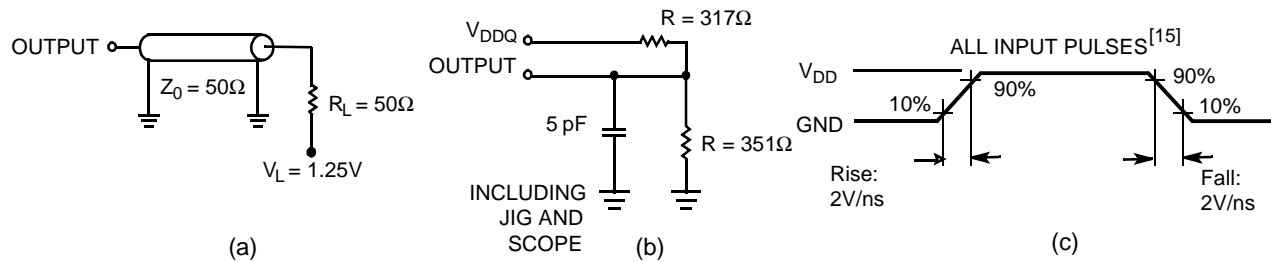 OUTPUT
Z0 = 50Ω
RL = 50Ω
VL = 1.25V
(a)
R = 317Ω
VDDQ
OUTPUT
5 pF
R = 351Ω
INCLUDING
JIG AND
SCOPE
(b)
ALL INPUT PULSES[15]
VDD
90%
90%
10%
10%
GND
Rise:
2V/ns
Fall:
2V/ns
(c)